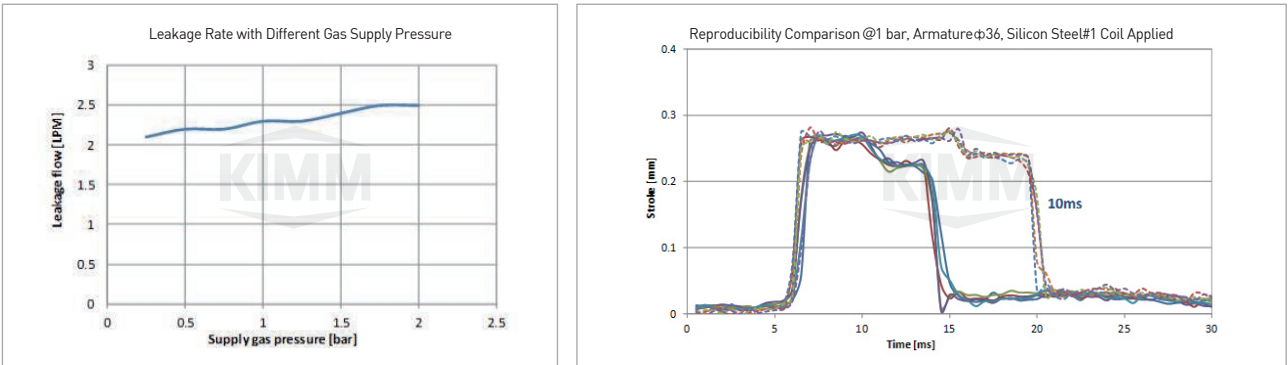 Leakage Rate with Different Gas Supply Pressure
3
2.5
2
1.5
1
0.5
0
Leakage flow [LPM]
0 0.5 1 1.5 2 2.5
Supply gas pressure [bar]
KIMM
Reproducibility Comparison @1 bar, Armatureφ36, Silicon Steel#1 Coil Applied
0.4
0.3
0.2
0.1
0
Stroke [mm]
10ms
0 5 10 15 20 25 30
Time [ms]
KIMM